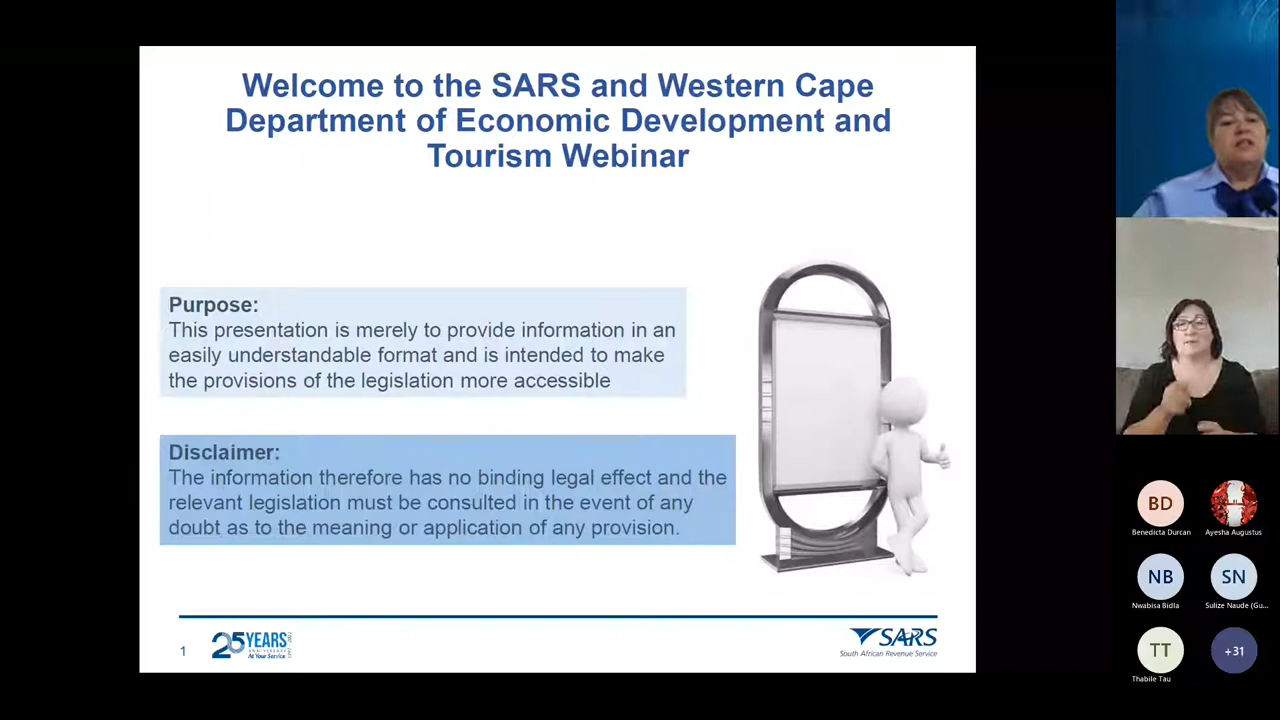 Welcome to the SARS and Western Cape
Department of Economic Development and
Tourism Webinar
Purpose:
This presentation is merely to provide information in an
easily understandable format and is intended to make
the provisions of the legislation more accessible
Disclaimer:
The information therefore has no binding legal effect and the
relevant legislation must be consulted in the event of any
doubt as to the meaning or application of any provision.
1
25 YEARS
ANNIVERSARY
At Your Service
SARS
South African Revenue Service
BD
Benedicta Durcan
Ayesha Augustus
NB
Nwabisa Bidla
SN
Sulize Naude (Gu...
TT
Thabile Tau
+31